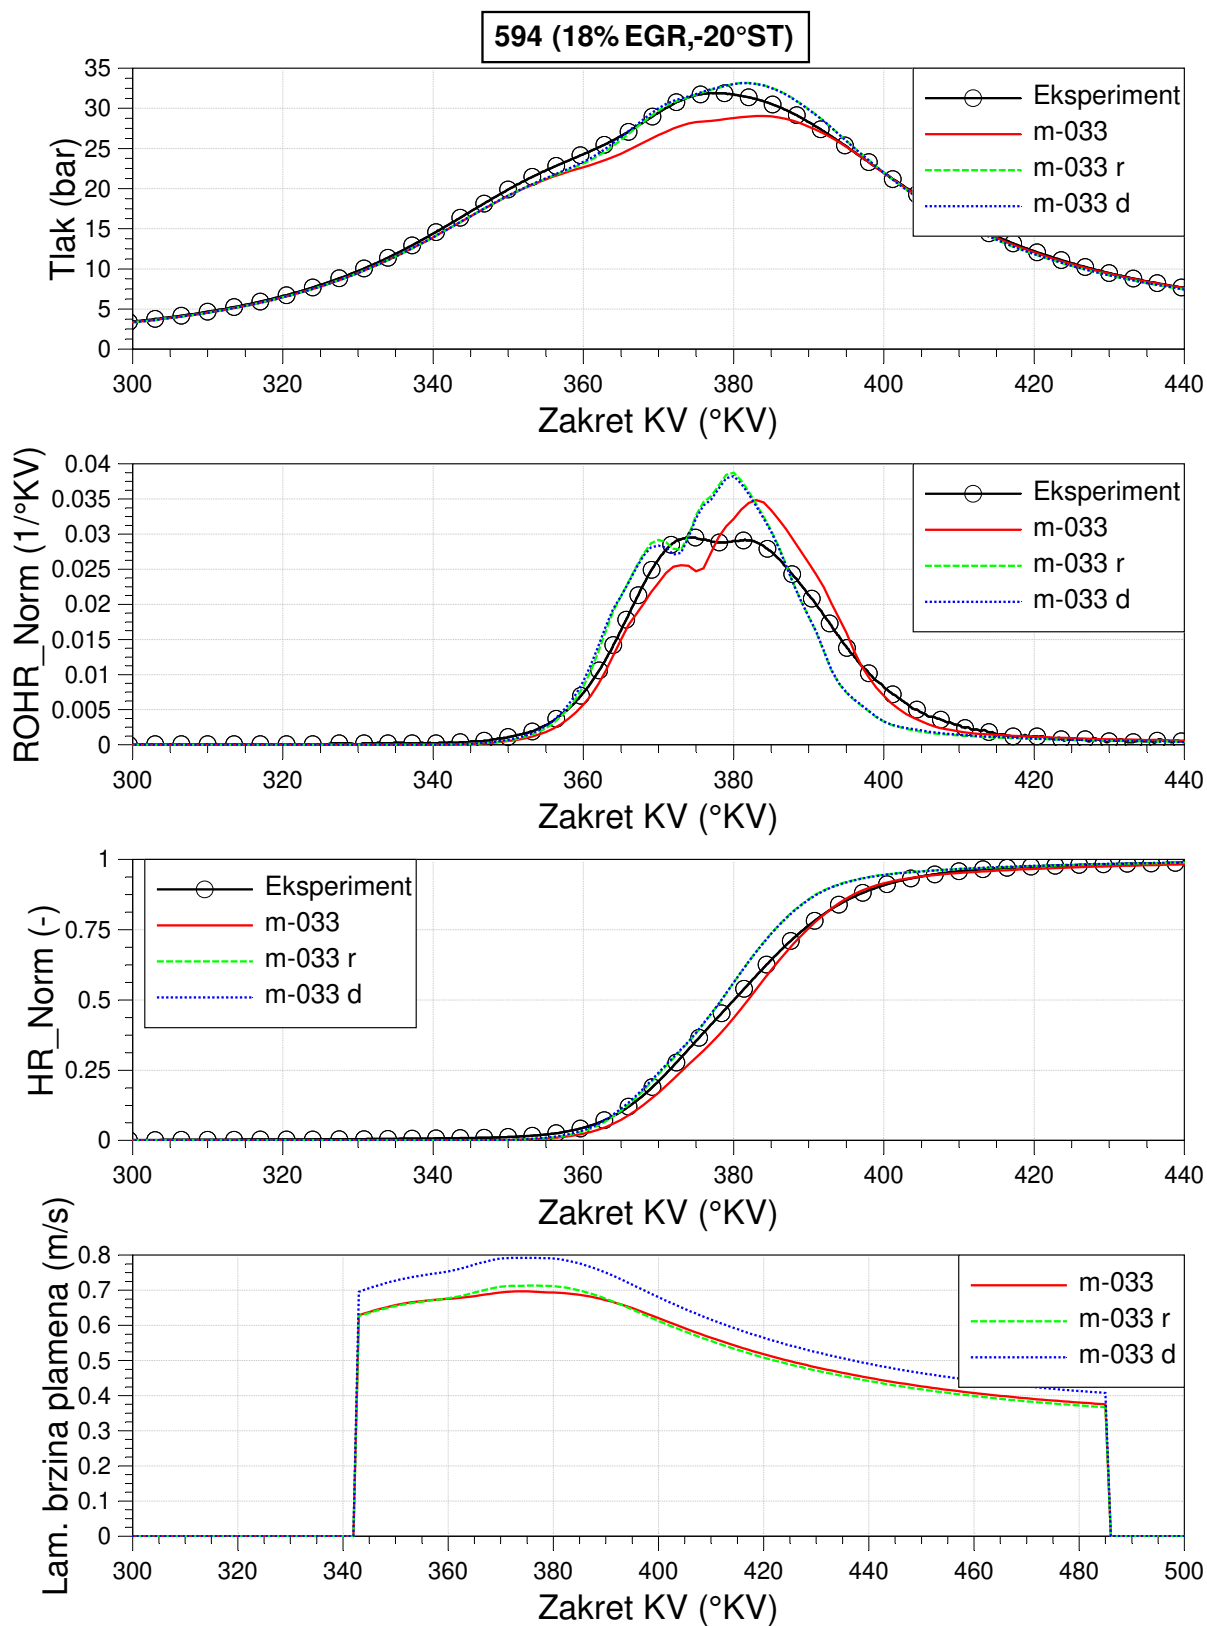 594 (18% EGR,-20°ST)
35
30
25
20
15
10
5
0
Tlak (bar)
Eksperiment
m-033
m-033 r
m-033 d
300 320 340 360 380 400 420 440
Zakret KV (°KV)
0.04
0.035
0.03
0.025
0.02
0.015
0.01
0.005
0
ROHR_Norm (1/°KV)
Eksperiment
m-033
m-033 r
m-033 d
300 320 340 360 380 400 420 440
Zakret KV (°KV)
1
0.75
0.5
0.25
0
HR_Norm (-)
Eksperiment
m-033
m-033 r
m-033 d
300 320 340 360 380 400 420 440
Zakret KV (°KV)
0.8
0.7
0.6
0.5
0.4
0.3
0.2
0.1
0
Lam. brzina plamena (m/s)
m-033
m-033 r
m-033 d
300 320 340 360 380 400 420 440 460 480 500
Zakret KV (°KV)